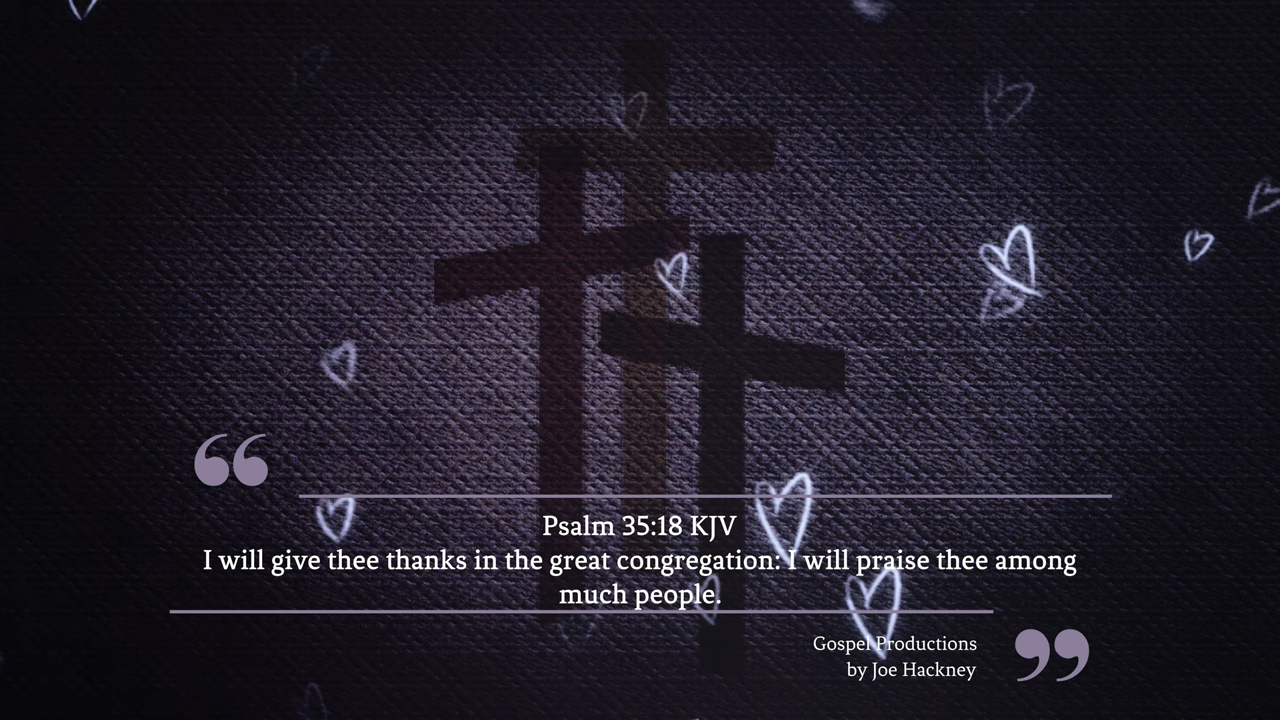 Psalm 35:18 KJV
I will give thee thanks in the great congregation: I will praise thee among
much people.
Gospel Productions
by Joe Hackney